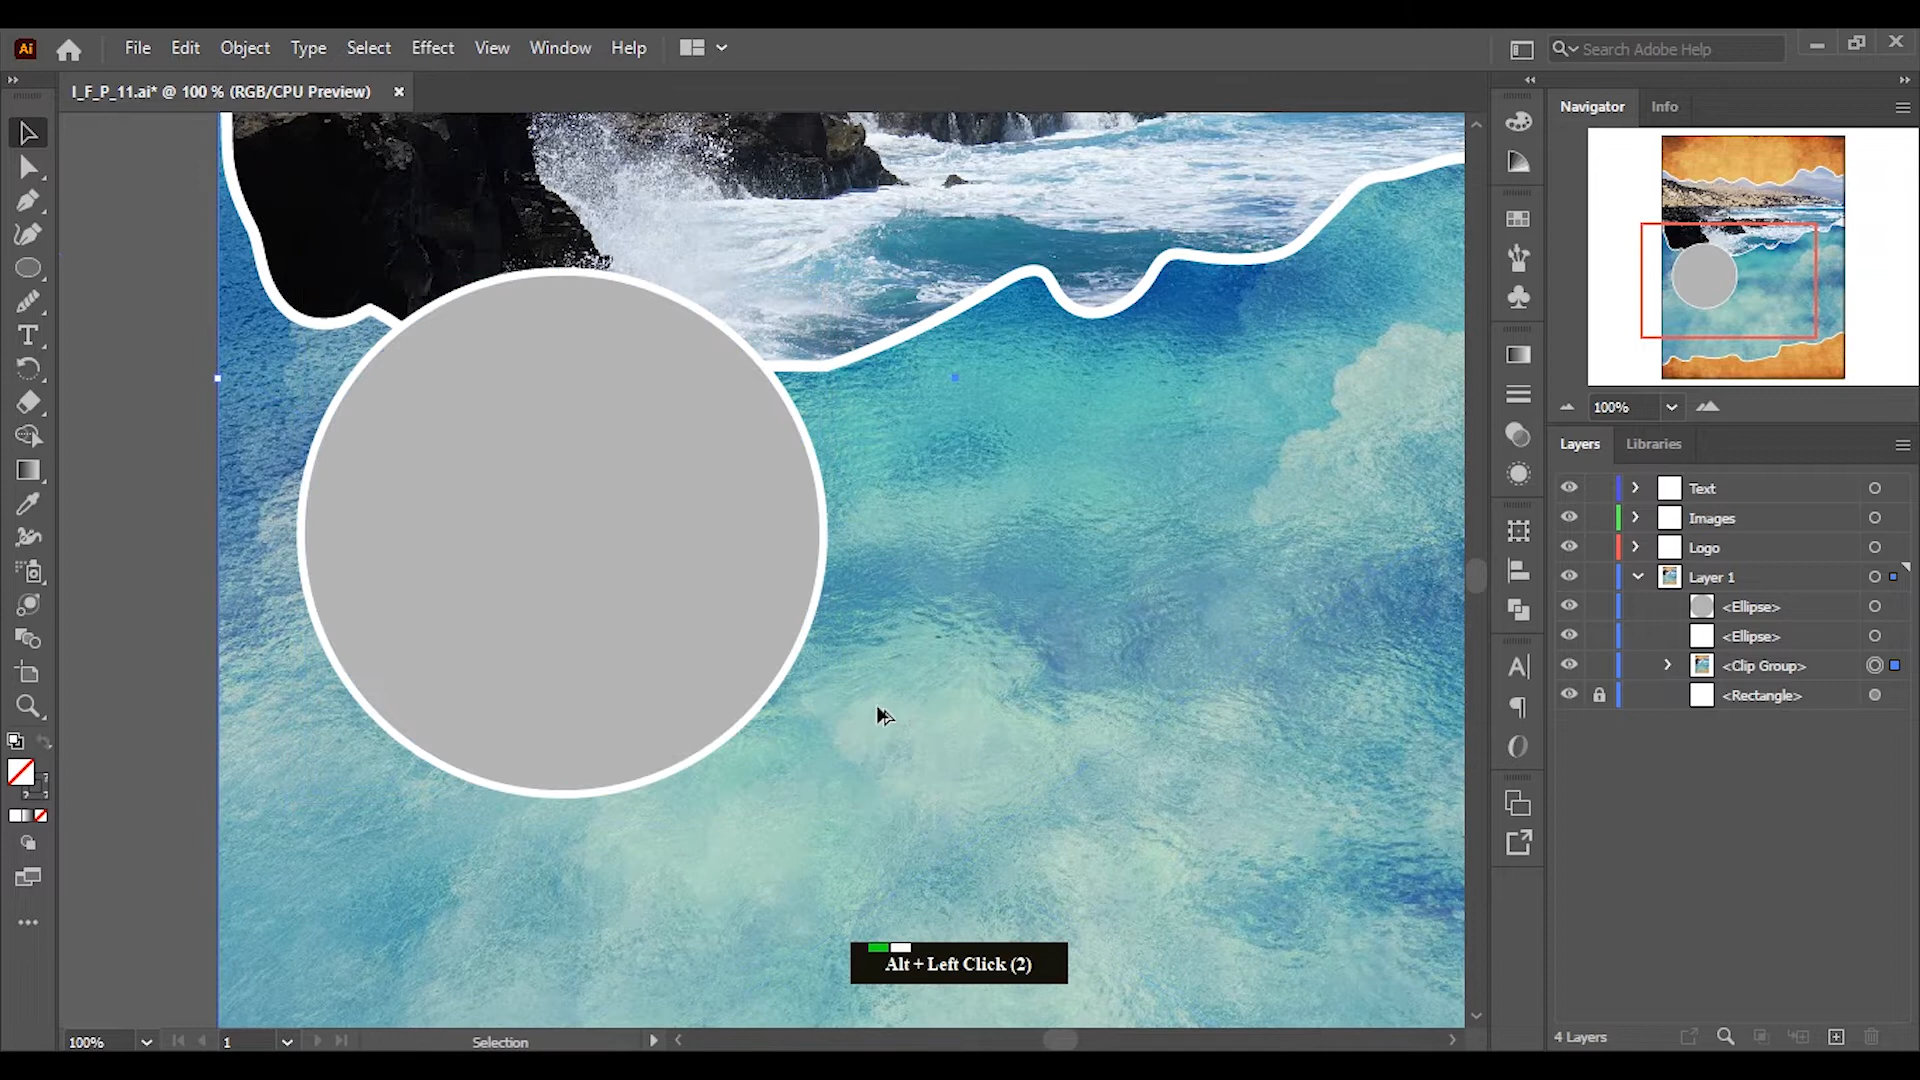 Ai
File Edit Object Type Select Effect View Window Help
Search Adobe Help
I_F_P_11.ai* @ 100 % (RGB/CPU Preview)
Navigator Info
100%
Layers Libraries
Text
Images
Logo
Layer 1
<Ellipse>
<Ellipse>
<Clip Group>
<Rectangle>
Alt + Left Click (2)
100% 1 Selection
4 Layers